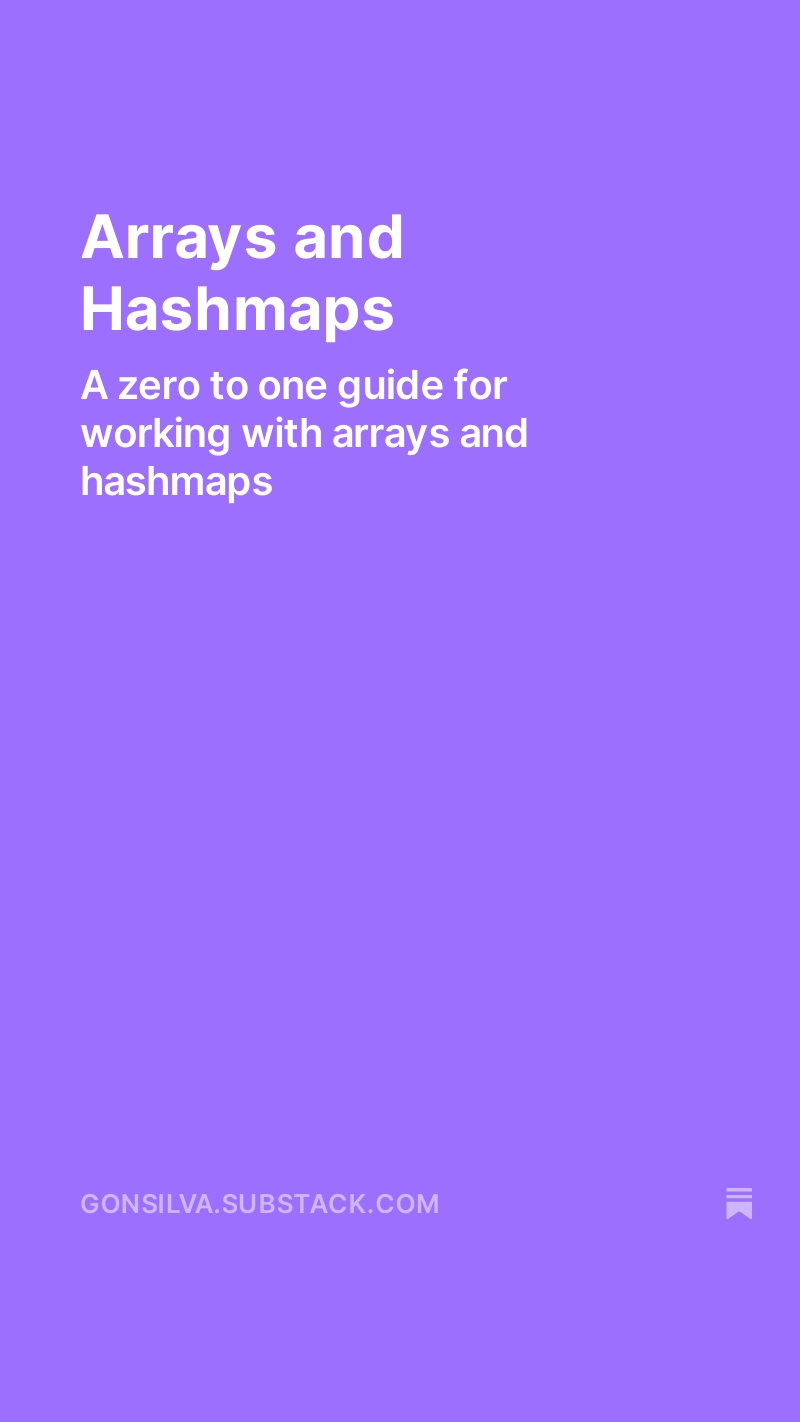 Arrays and
Hashmaps
A zero to one guide for
working with arrays and
hashmaps
GONSILVA.SUBSTACK.COM